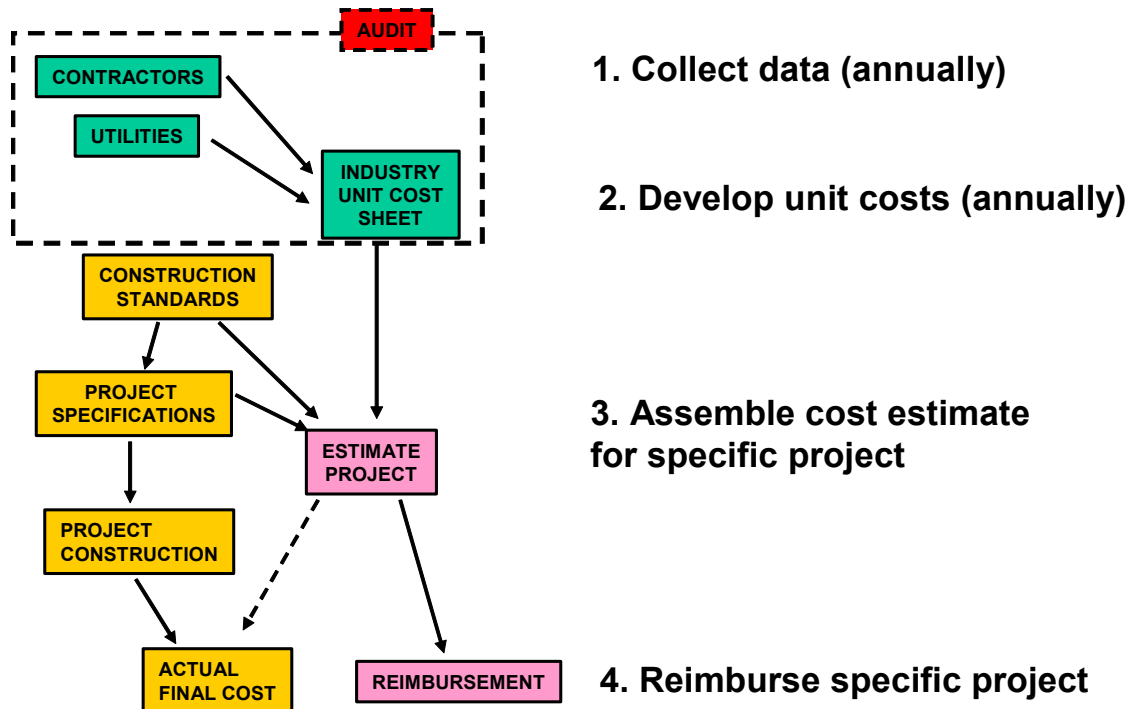 AUDIT
CONTRACTORS
1. Collect data (annually)
UTILITIES
INDUSTRY
UNIT COST
SHEET
2. Develop unit costs (annually)
CONSTRUCTION
STANDARDS
PROJECT
SPECIFICATIONS
3. Assemble cost estimate
for specific project
ESTIMATE
PROJECT
PROJECT
CONSTRUCTION
ACTUAL
FINAL COST
REIMBURSEMENT
4. Reimburse specific project